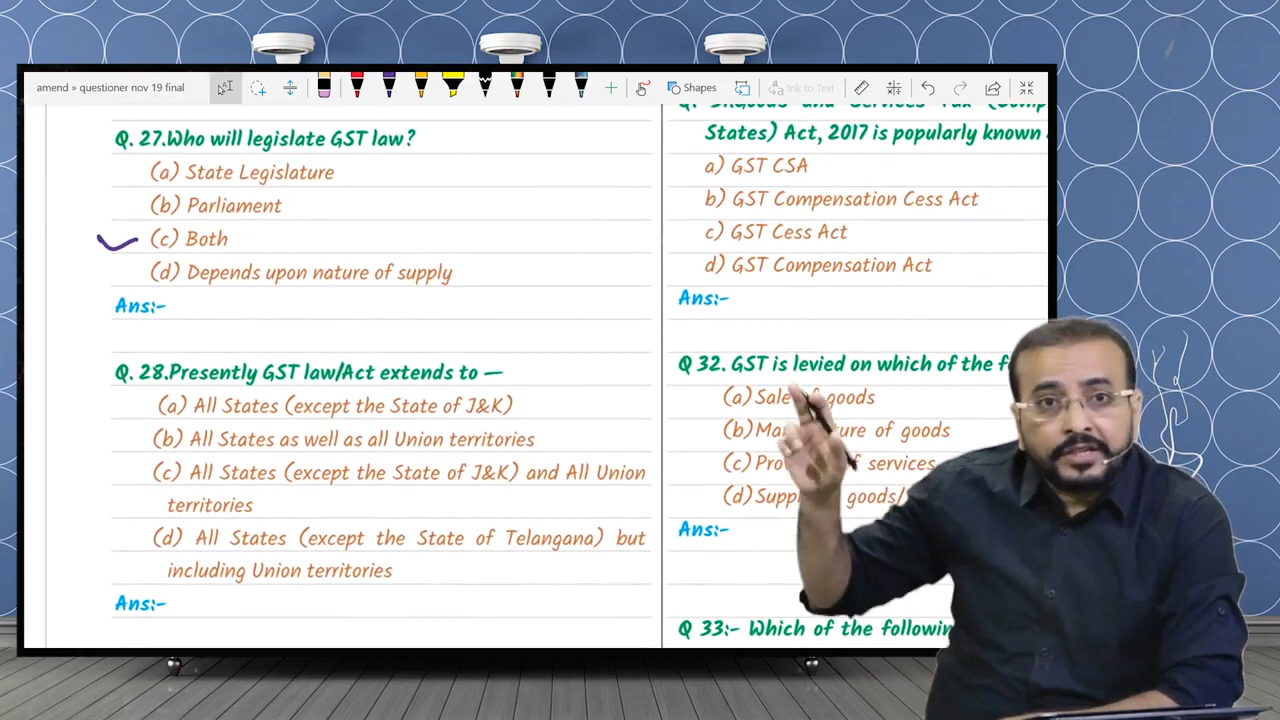 amend » questioner nov 19 final
Shapes
Ink to Text
Q. 27.Who will legislate GST law?
(a) State Legislature
(b) Parliament
(c) Both
(d) Depends upon nature of supply
Ans:-
Q. 28.Presently GST law/Act extends to —
(a) All States (except the State of J&K)
(b) All States as well as all Union territories
(c) All States (except the State of J&K) and All Union
territories
(d) All States (except the State of Telangana) but
including Union territories
Ans:-
and Services Tax
States) Act, 2017 is popularly known
a) GST CSA
b) GST Compensation Cess Act
c) GST Cess Act
d) GST Compensation Act
Ans:-
Q 32. GST is levied on which of the
(a) Sale of goods
(b) of goods
(c) services
(d) goods/
Ans:-
Q 33:- Which of the